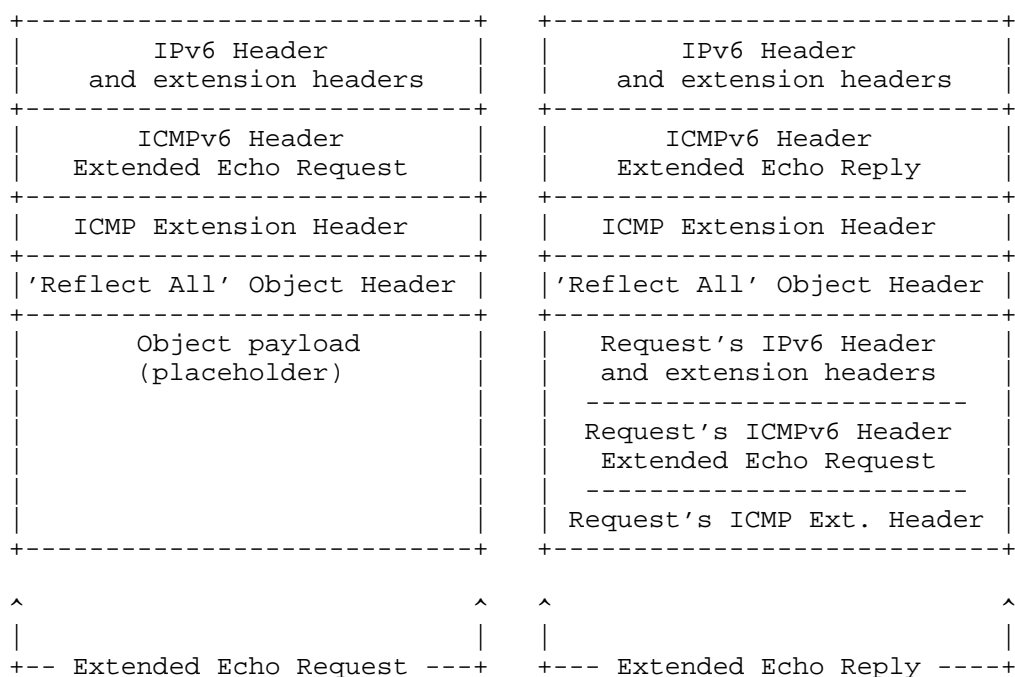 +----------------------------+   +----------------------------+
|        IPv6 Header         |   |        IPv6 Header         |
|    and extension headers   |   |    and extension headers   |
+----------------------------+   +----------------------------+
|       ICMPv6 Header        |   |       ICMPv6 Header        |
|   Extended Echo Request    |   |    Extended Echo Reply     |
+----------------------------+   +----------------------------+
|   ICMP Extension Header    |   |   ICMP Extension Header    |
+----------------------------+   +----------------------------+
|’Reflect All’ Object Header |   |’Reflect All’ Object Header |
+----------------------------+   +----------------------------+
|       Object payload       |   |   Request’s IPv6 Header    |
|       (placeholder)        |   |   and extension headers    |
|                            |   |  ------------------------  |
|                            |   |  Request’s ICMPv6 Header   |
|                            |   |   Extended Echo Request    |
|                            |   |  ------------------------  |
|                            |   | Request’s ICMP Ext. Header |
+----------------------------+   +----------------------------+
^                            ^   ^                            ^
|                            |   |                            |
+-- Extended Echo Request ---+   +--- Extended Echo Reply ----+